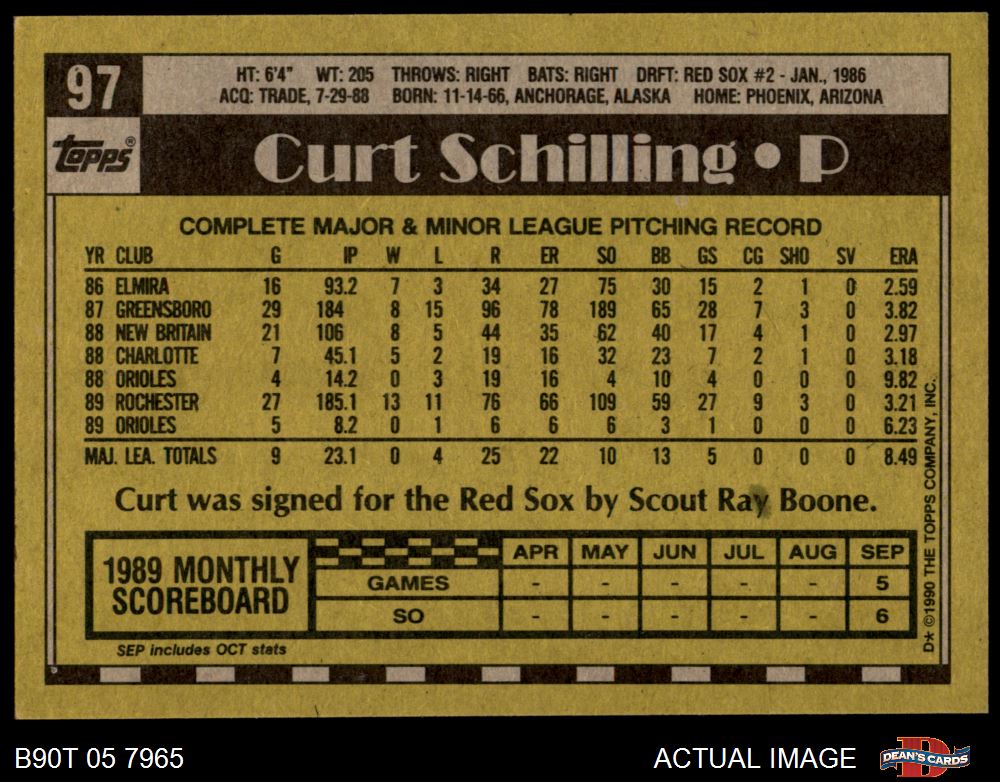 97
HT: 6'4" WT: 205 THROWS: RIGHT BATS: RIGHT DRFT: RED SOX #2 - JAN., 1986
ACQ: TRADE, 7-29-88 BORN: 11-14-66, ANCHORAGE, ALASKA HOME: PHOENIX, ARIZONA
topps®
Curt Schilling • P
COMPLETE MAJOR & MINOR LEAGUE PITCHING RECORD
YR CLUB G IP W L R ER SO BB GS CG SHO SV ERA
86 ELMIRA 16 93.2 7 3 34 27 75 30 15 2 1 0 2.59
87 GREENSBORO 29 184 8 15 96 78 189 65 28 7 3 0 3.82
88 NEW BRITAIN 21 106 8 5 44 35 62 40 17 4 1 0 2.97
88 CHARLOTTE 7 45.1 5 2 19 16 32 23 7 2 1 0 3.18
88 ORIOLES 4 14.2 0 3 19 16 4 10 4 0 0 0 9.82
89 ROCHESTER 27 185.1 13 11 76 66 109 59 27 9 3 0 3.21
89 ORIOLES 5 8.2 0 1 6 6 6 3 1 0 0 0 6.23
MAJ. LEA. TOTALS 9 23.1 0 4 25 22 10 13 5 0 0 0 8.49
Curt was signed for the Red Sox by Scout Ray Boone.
1989 MONTHLY
SCOREBOARD
APR MAY JUN JUL AUG SEP
GAMES - - - - - 5
SO - - - - - 6
SEP includes OCT stats
D* ©1990 THE TOPPS COMPANY, INC.
B90T 05 7965
ACTUAL IMAGE
DEAN'S CARDS